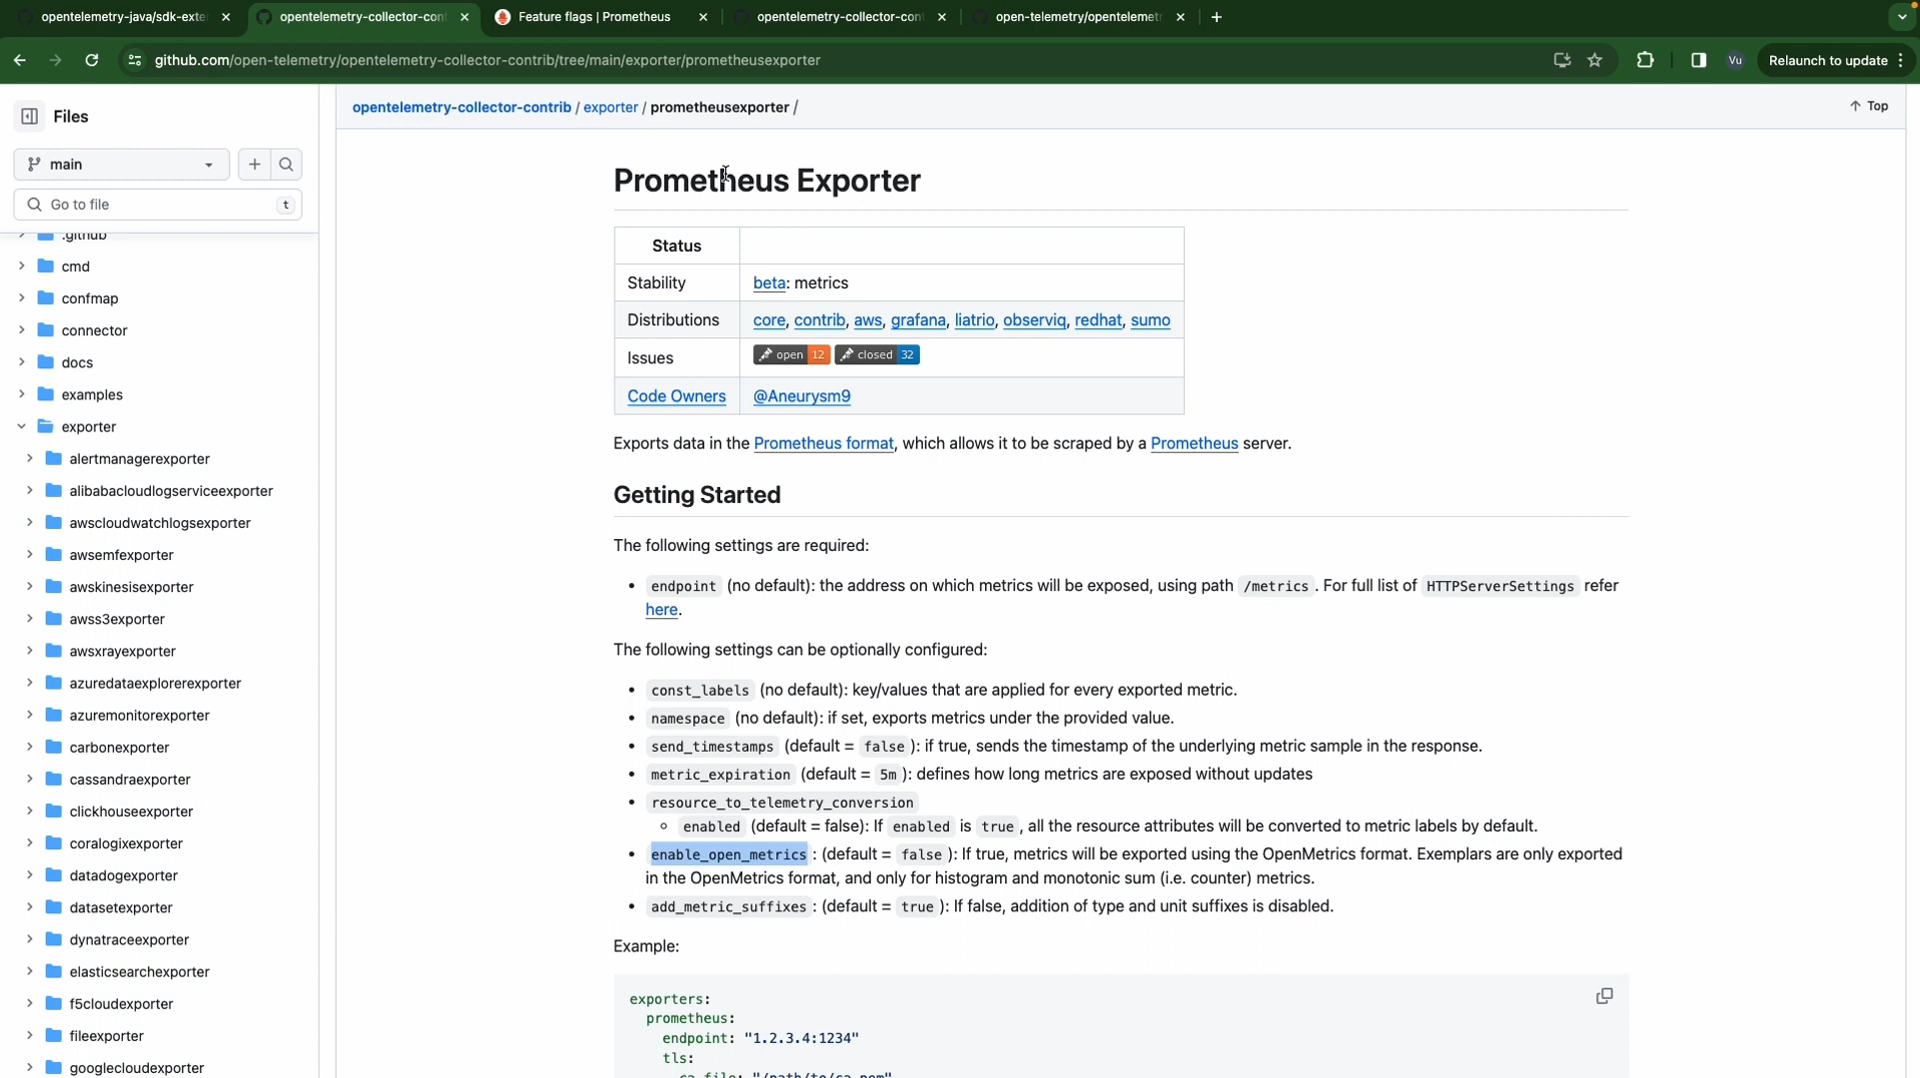 opentelemetry-java/sdk-exte
opentelemetry-collector-con
Feature flags | Prometheus
opentelemetry-collector-con
open-telemetry/opentelemet
github.com/open-telemetry/opentelemetry-collector-contrib/tree/main/exporter/prometheusexporter
Vu
Relaunch to update
Files
main
Go to file
t
.github
cmd
confmap
connector
docs
examples
exporter
alertmanagerexporter
alibabacloudlogserviceexporter
awscloudwatchlogsexporter
awsemfexporter
awskinesisexporter
awss3exporter
awsxrayexporter
azuredataexplorerexporter
azuremonitorexporter
carbonexporter
cassandraexporter
clickhouseexporter
coralogixexporter
datadogexporter
datasetexporter
dynatraceexporter
elasticsearchexporter
f5cloudexporter
fileexporter
googlecloudexporter
opentelemetry-collector-contrib / exporter / prometheusexporter /
Top
Prometheus Exporter
Status
Stability beta: metrics
Distributions core, contrib, aws, grafana, liatrio, observiq, redhat, sumo
Issues open 12 closed 32
Code Owners @Aneurysm9
Exports data in the Prometheus format, which allows it to be scraped by a Prometheus server.
Getting Started
The following settings are required:
• endpoint (no default): the address on which metrics will be exposed, using path /metrics. For full list of HTTPServerSettings refer
here.
The following settings can be optionally configured:
• const_labels (no default): key/values that are applied for every exported metric.
• namespace (no default): if set, exports metrics under the provided value.
• send_timestamps (default = false): if true, sends the timestamp of the underlying metric sample in the response.
• metric_expiration (default = 5m): defines how long metrics are exposed without updates
• resource_to_telemetry_conversion
◦ enabled (default = false): If enabled is true, all the resource attributes will be converted to metric labels by default.
• enable_open_metrics: (default = false): If true, metrics will be exported using the OpenMetrics format. Exemplars are only exported
in the OpenMetrics format, and only for histogram and monotonic sum (i.e. counter) metrics.
• add_metric_suffixes: (default = true): If false, addition of type and unit suffixes is disabled.
Example:
exporters:
prometheus:
endpoint: "1.2.3.4:1234"
tls:
ca_file: "/path/to/ca.pem"